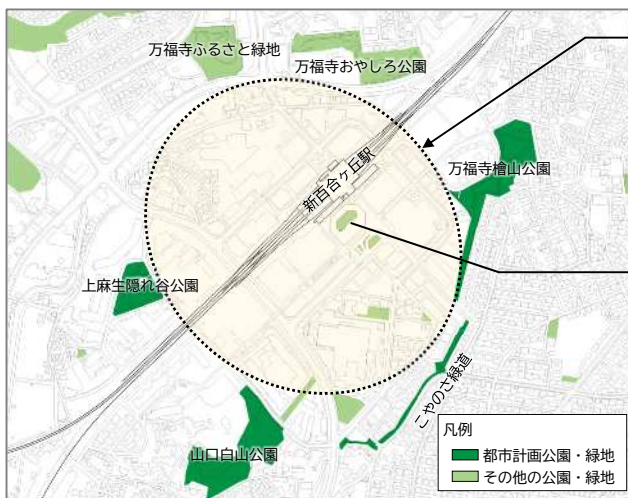 万福寺ふるさと緑地
万福寺おやしろ公園
新百合ヶ丘駅
万福寺檜山公園
上麻生隠れ谷公園
こやのさ緑道
山口白山公園
凡例
都市計画公園・緑地
その他の公園・緑地